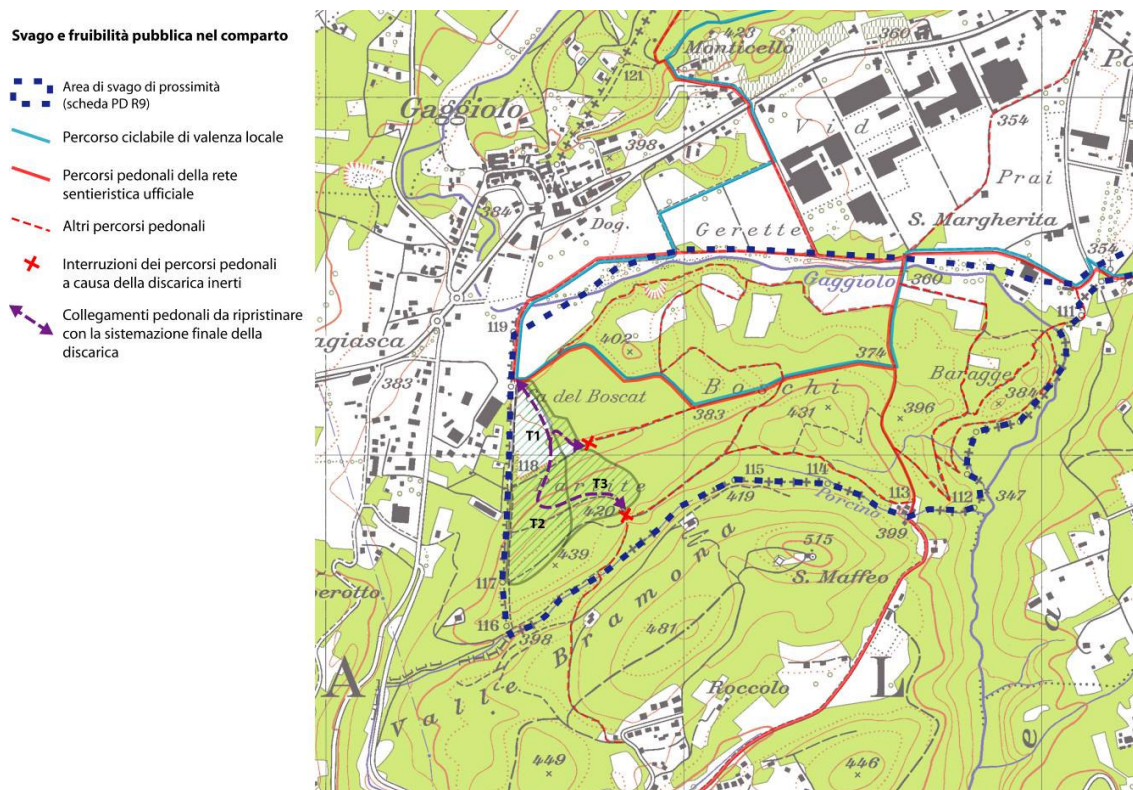 Svago e fruibilità pubblica nel comparto
Area di svago di prossimità
(scheda PD R9)
Percorso ciclabile di valenza locale
Percorsi pedonali della rete
sentieristica ufficiale
Altri percorsi pedonali
Interruzioni dei percorsi pedonali
a causa della discarica inerti
Collegamenti pedonali da ripristinare
con la sistemazione finale della
discarica
423
Monticello
360
121
Gaggiolo
398
Vid
354
Prai
384
Dog.
Gerette
S. Margherita
354
360
Gaggiolo
119
111
agiasca
402
374
383
Baragge
384
a del Boscat
Boschi
383
431
396
T1
118
115
114
T3
419
Porcino
113
112
347
420
T2
399
439
515
S. Maffeo
117
perotto
116
398
Bramona
481
A
Valle
Roccolo
L
449
446